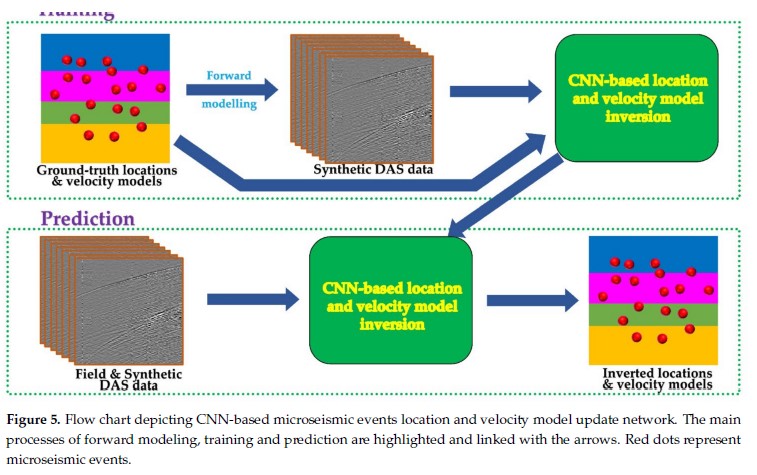 Training
Forward
modelling
CNN-based location
and velocity model
inversion
Ground-truth locations
& velocity models
Synthetic DAS data
Prediction
CNN-based location
and velocity model
inversion
Field & Synthetic
DAS data
Inverted locations
& velocity models
Figure 5. Flow chart depicting CNN-based microseismic events location and velocity model update network. The main
processes of forward modeling, training and prediction are highlighted and linked with the arrows. Red dots represent
microseismic events.